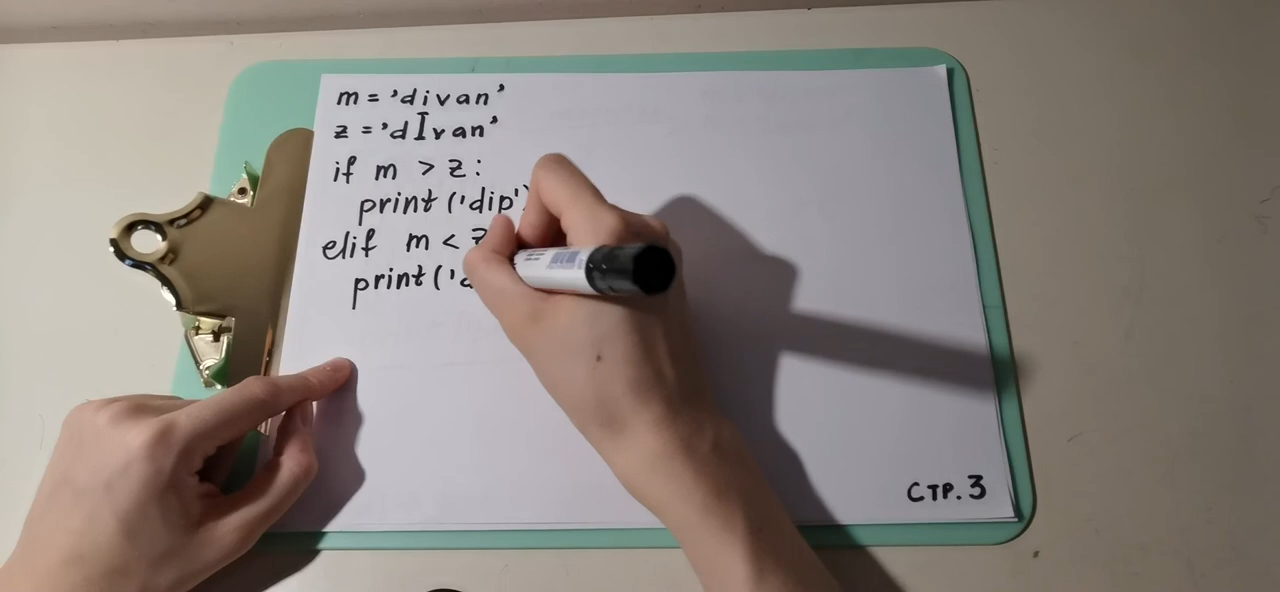 m = 'divan'
z = 'dIvan'
if m > z:
print ('dip')
elif m < z
print ('
СТР. 3